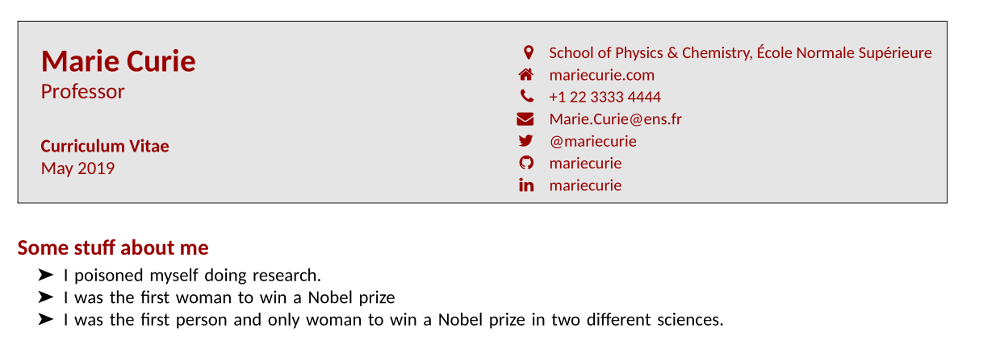 Marie Curie
Professor
Curriculum Vitae
May 2019
School of Physics & Chemistry, École Normale Supérieure
mariecurie.com
+1 22 3333 4444
Marie.Curie@ens.fr
@mariecurie
mariecurie
mariecurie
Some stuff about me
➤ I poisoned myself doing research.
➤ I was the first woman to win a Nobel prize
➤ I was the first person and only woman to win a Nobel prize in two different sciences.